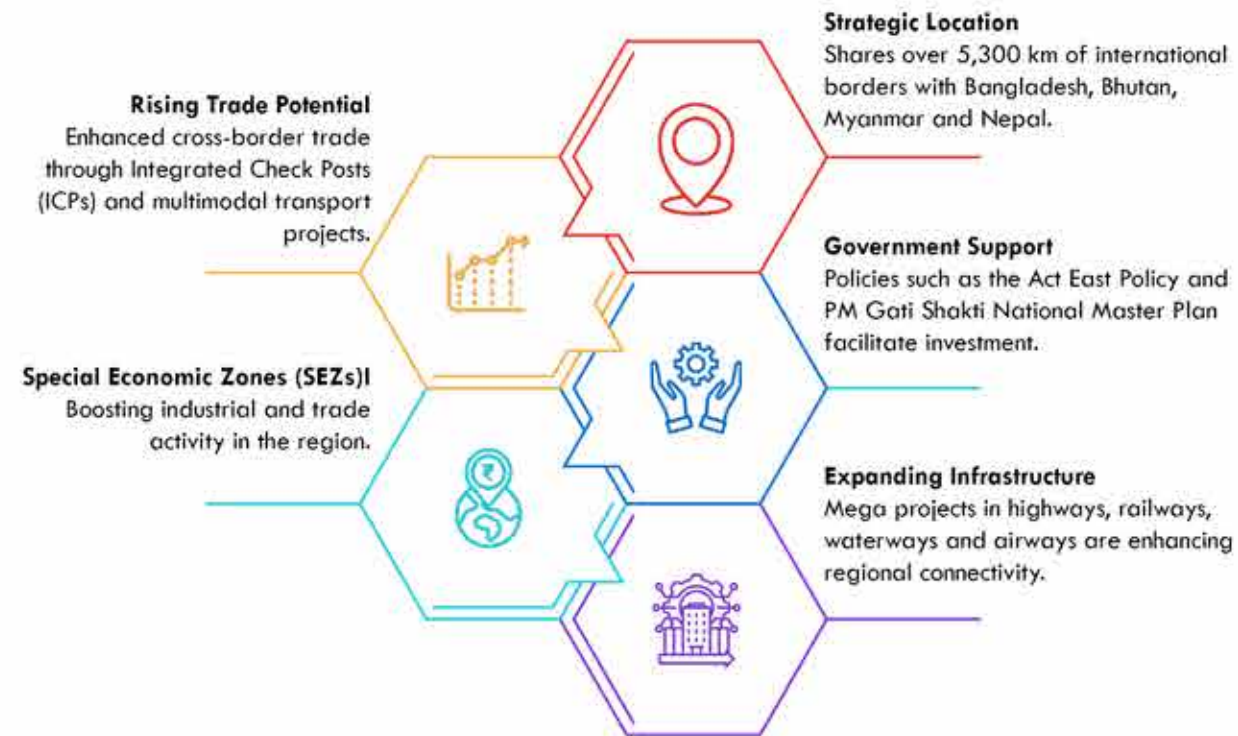 Strategic Location
Shares over 5,300 km of international
borders with Bangladesh, Bhutan,
Myanmar and Nepal.
Rising Trade Potential
Enhanced cross-border trade
through Integrated Check Posts
(ICPs) and multimodal transport
projects.
Government Support
Policies such as the Act East Policy and
PM Gati Shakti National Master Plan
facilitate investment.
Special Economic Zones (SEZs)l
Boosting industrial and trade
activity in the region.
₹
Expanding Infrastructure
Mega projects in highways, railways,
waterways and airways are enhancing
regional connectivity.